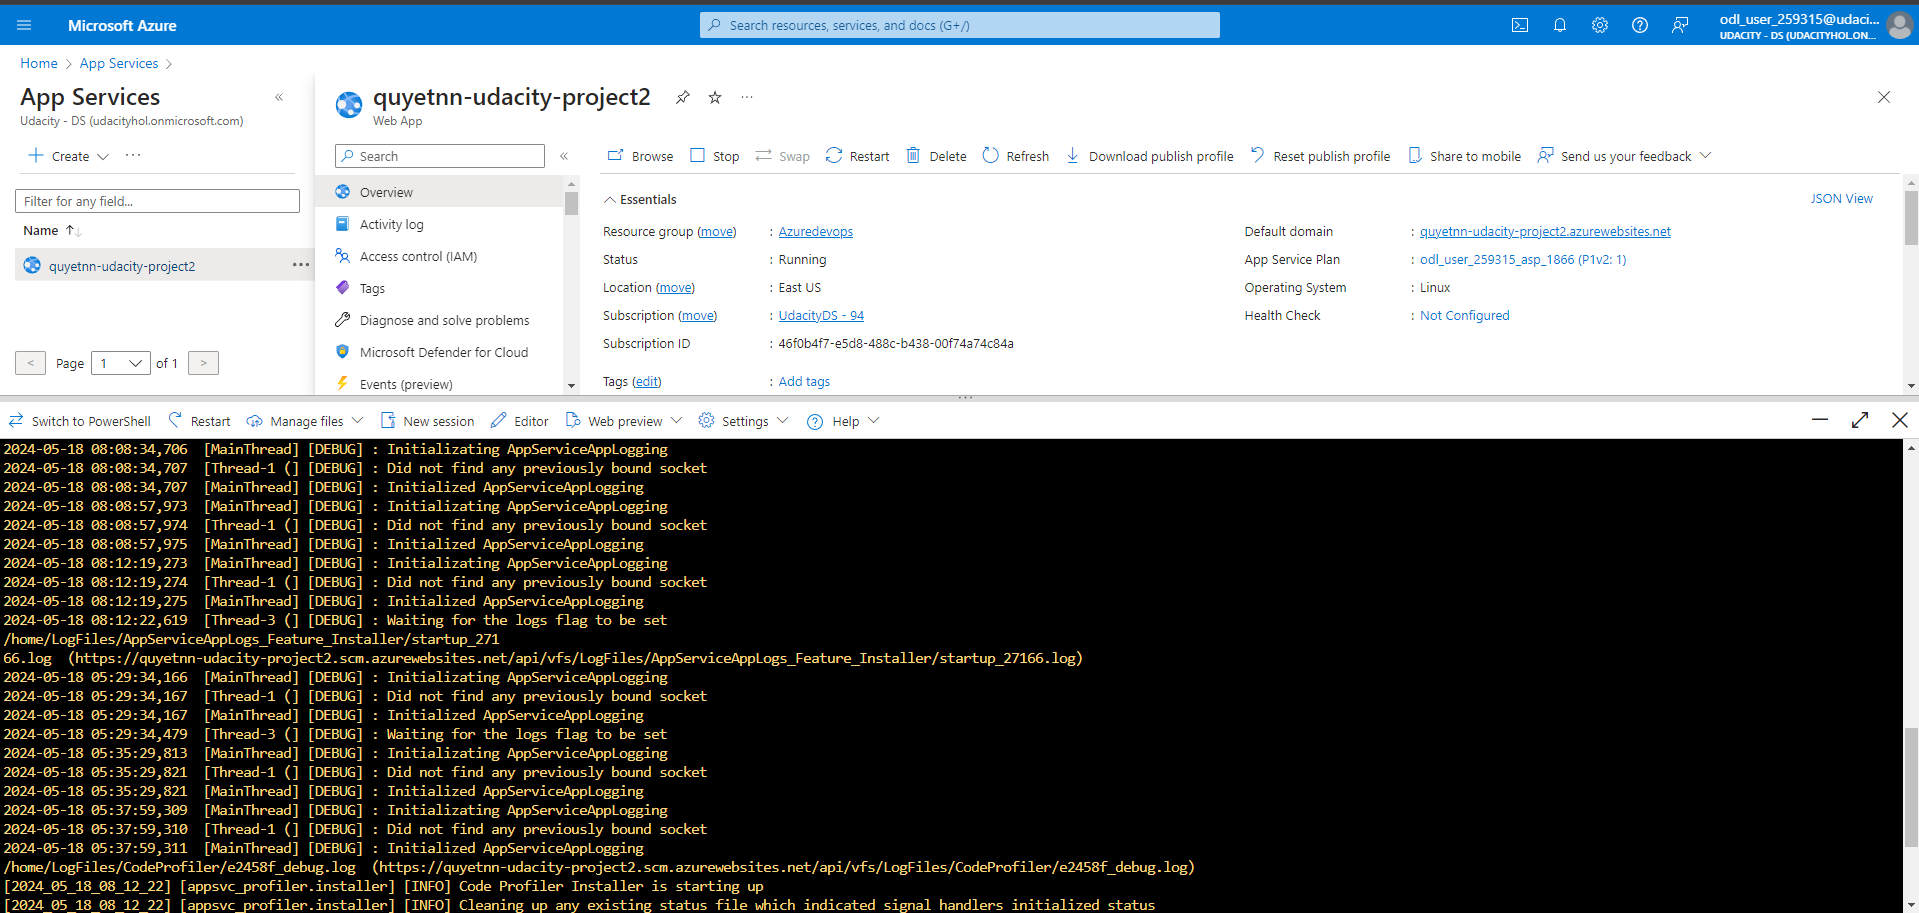 Microsoft Azure
Search resources, services, and docs (G+/)
odl_user_259315@udaci...
UDACITY - DS (UDACITYHOL.ON...
Home > App Services >
App Services
Udacity - DS (udacityhol.onmicrosoft.com)
Create
Filter for any field...
Name
quyetnn-udacity-project2
< Page 1 of 1 >
quyetnn-udacity-project2
Web App
Search
Overview
Activity log
Access control (IAM)
Tags
Diagnose and solve problems
Microsoft Defender for Cloud
Events (preview)
Browse Stop Swap Restart Delete Refresh Download publish profile Reset publish profile Share to mobile Send us your feedback
Essentials
JSON View
Resource group (move) : Azuredevops
Status : Running
Location (move) : East US
Subscription (move) : UdacityDS - 94
Subscription ID : 46f0b4f7-e5d8-488c-b438-00f74a74c84a
Tags (edit) : Add tags
Default domain : quyetnn-udacity-project2.azurewebsites.net
App Service Plan : odl_user_259315_asp_1866 (P1v2: 1)
Operating System : Linux
Health Check : Not Configured
Switch to PowerShell Restart Manage files New session Editor Web preview Settings Help
2024-05-18 08:08:34,706 [MainThread] [DEBUG] : Initializating AppServiceAppLogging
2024-05-18 08:08:34,707 [Thread-1 (] [DEBUG] : Did not find any previously bound socket
2024-05-18 08:08:34,707 [MainThread] [DEBUG] : Initialized AppServiceAppLogging
2024-05-18 08:08:57,973 [MainThread] [DEBUG] : Initializating AppServiceAppLogging
2024-05-18 08:08:57,974 [Thread-1 (] [DEBUG] : Did not find any previously bound socket
2024-05-18 08:08:57,975 [MainThread] [DEBUG] : Initialized AppServiceAppLogging
2024-05-18 08:12:19,273 [MainThread] [DEBUG] : Initializating AppServiceAppLogging
2024-05-18 08:12:19,274 [Thread-1 (] [DEBUG] : Did not find any previously bound socket
2024-05-18 08:12:19,275 [MainThread] [DEBUG] : Initialized AppServiceAppLogging
2024-05-18 08:12:22,619 [Thread-3 (] [DEBUG] : Waiting for the logs flag to be set
/home/LogFiles/AppServiceAppLogs_Feature_Installer/startup_271
66.log (https://quyetnn-udacity-project2.scm.azurewebsites.net/api/vfs/LogFiles/AppServiceAppLogs_Feature_Installer/startup_27166.log)
2024-05-18 05:29:34,166 [MainThread] [DEBUG] : Initializating AppServiceAppLogging
2024-05-18 05:29:34,167 [Thread-1 (] [DEBUG] : Did not find any previously bound socket
2024-05-18 05:29:34,167 [MainThread] [DEBUG] : Initialized AppServiceAppLogging
2024-05-18 05:29:34,479 [Thread-3 (] [DEBUG] : Waiting for the logs flag to be set
2024-05-18 05:35:29,813 [MainThread] [DEBUG] : Initializating AppServiceAppLogging
2024-05-18 05:35:29,821 [Thread-1 (] [DEBUG] : Did not find any previously bound socket
2024-05-18 05:35:29,821 [MainThread] [DEBUG] : Initialized AppServiceAppLogging
2024-05-18 05:37:59,309 [MainThread] [DEBUG] : Initializating AppServiceAppLogging
2024-05-18 05:37:59,310 [Thread-1 (] [DEBUG] : Did not find any previously bound socket
2024-05-18 05:37:59,311 [MainThread] [DEBUG] : Initialized AppServiceAppLogging
/home/LogFiles/CodeProfiler/e2458f_debug.log (https://quyetnn-udacity-project2.scm.azurewebsites.net/api/vfs/LogFiles/CodeProfiler/e2458f_debug.log)
[2024_05_18_08_12_22] [appsvc_profiler.installer] [INFO] Code Profiler Installer is starting up
[2024_05_18_08_12_22] [appsvc_profiler.installer] [INFO] Cleaning up any existing status file which indicated signal handlers initialized status